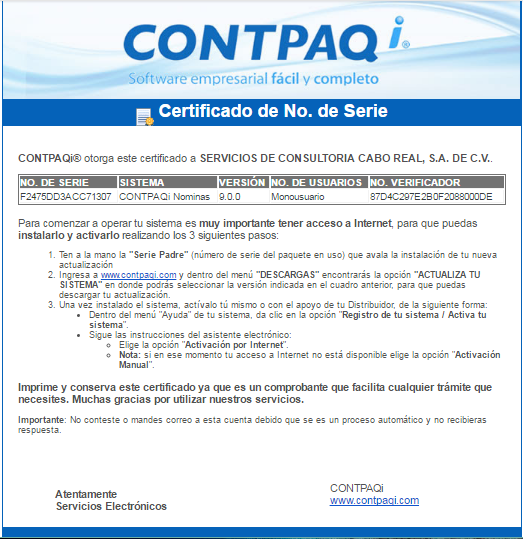 CONTPAQi®
Software empresarial fácil y completo
Certificado de No. de Serie
CONTPAQi® otorga este certificado a SERVICIOS DE CONSULTORIA CABO REAL, S.A. DE C.V..
NO. DE SERIE SISTEMA VERSIÓN NO. DE USUARIOS NO. VERIFICADOR
F2475DD3ACC71307 CONTPAQi Nominas 9.0.0 Monousuario 87D4C297E2B0F2088000DE
Para comenzar a operar tu sistema es muy importante tener acceso a Internet, para que puedas
instalarlo y activarlo realizando los 3 siguientes pasos:
1. Ten a la mano la "Serie Padre" (número de serie del paquete en uso) que avala la instalación de tu nueva
actualización
2. Ingresa a www.contpaqi.com y dentro del menú "DESCARGAS" encontrarás la opción "ACTUALIZA TU
SISTEMA" en donde podrás seleccionar la versión indicada en el cuadro anterior, para que puedas
descargar tu actualización.
3. Una vez instalado el sistema, actívalo tú mismo o con el apoyo de tu Distribuidor, de la siguiente forma:
• Dentro del menú "Ayuda" de tu sistema, da clic en la opción "Registro de tu sistema / Activa tu
sistema".
• Sigue las instrucciones del asistente electrónico:
○ Elige la opción "Activación por Internet".
○ Nota: si en ese momento tu acceso a Internet no está disponible elige la opción "Activación
Manual".
Imprime y conserva este certificado ya que es un comprobante que facilita cualquier trámite que
necesites. Muchas gracias por utilizar nuestros servicios.
Importante: No conteste o mandes correo a esta cuenta debido que se es un proceso automático y no recibieras
respuesta.
Atentamente
Servicios Electrónicos
CONTPAQi
www.contpaqi.com